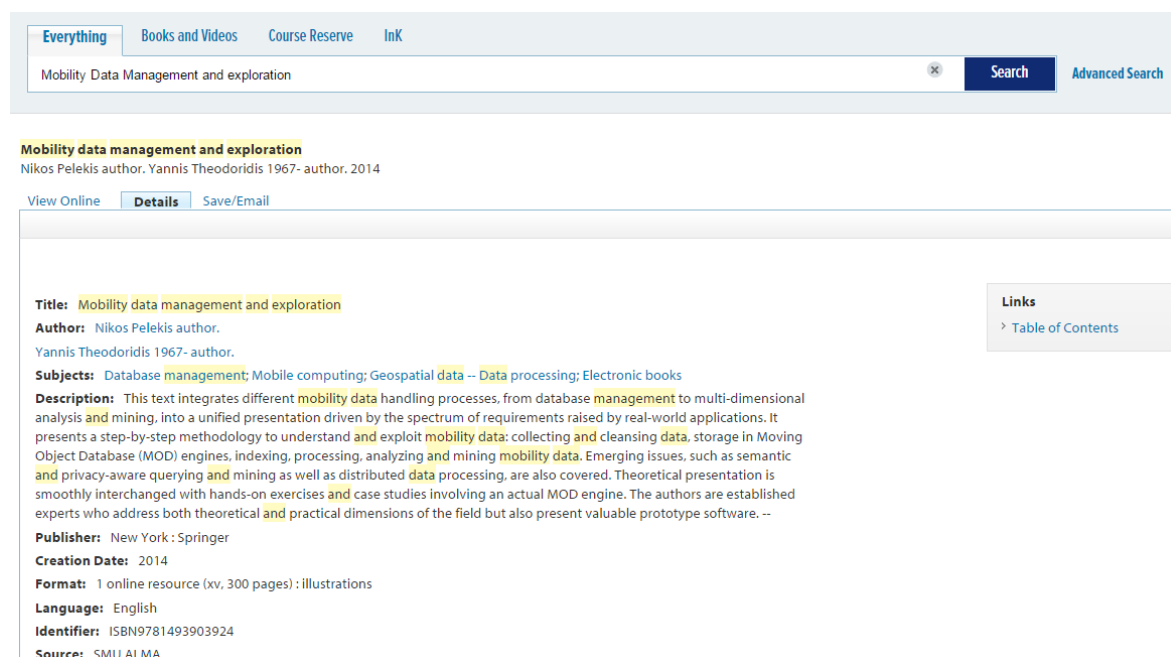 Everything Books and Videos Course Reserve InK
Mobility Data Management and exploration Search Advanced Search
Mobility data management and exploration
Nikos Pelekis author. Yannis Theodoridis 1967- author. 2014
View Online Details Save/Email
Links
Table of Contents
Title: Mobility data management and exploration
Author: Nikos Pelekis author.
Yannis Theodoridis 1967- author.
Subjects: Database management; Mobile computing; Geospatial data -- Data processing; Electronic books
Description: This text integrates different mobility data handling processes, from database management to multi-dimensional
analysis and mining, into a unified presentation driven by the spectrum of requirements raised by real-world applications. It
presents a step-by-step methodology to understand and exploit mobility data: collecting and cleansing data, storage in Moving
Object Database (MOD) engines, indexing, processing, analyzing and mining mobility data. Emerging issues, such as semantic
and privacy-aware querying and mining as well as distributed data processing, are also covered. Theoretical presentation is
smoothly interchanged with hands-on exercises and case studies involving an actual MOD engine. The authors are established
experts who address both theoretical and practical dimensions of the field but also present valuable prototype software. --
Publisher: New York : Springer
Creation Date: 2014
Format: 1 online resource (xv, 300 pages) : illustrations
Language: English
Identifier: ISBN9781493903924
Source: SMU ALMA